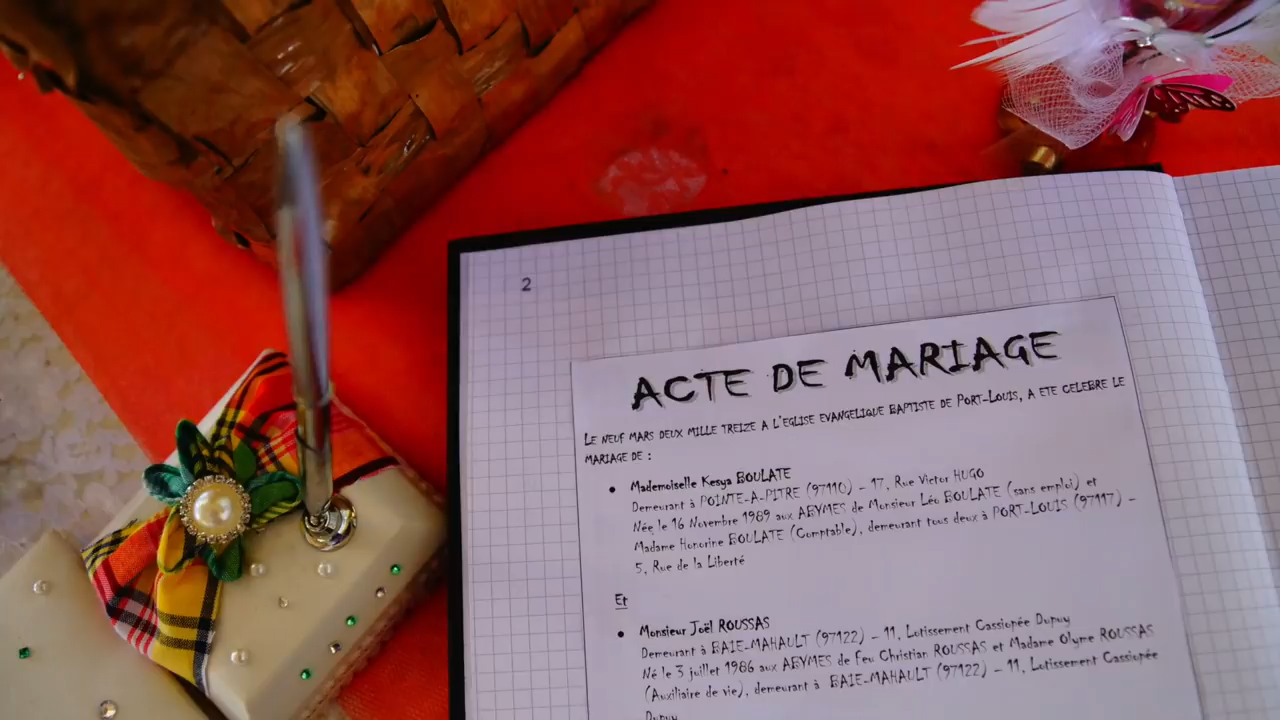 2
ACTE DE MARIAGE
LE NEUF MARS DEUX MILLE TREIZE A L'EGLISE EVANGELIQUE BAPTISTE DE PORT-LOUIS, A ETE CELEBRE LE
MARIAGE DE :
• Mademoiselle Kesya BOULATE
Demeurant à POINTE-A-PITRE (97110) – 17, Rue Victor HUGO
Née le 16 Novembre 1989 aux ABYMES de Monsieur Léo BOULATE (sans emploi) et
Madame Honorine BOULATE (Comptable), demeurant tous deux à PORT-LOUIS (97117) –
5, Rue de la Liberté
Et
• Monsieur Joël ROUSSAS
Demeurant à BAIE-MAHAULT (97122) – 11, Lotissement Cassiopée Dupuy
Né le 3 juillet 1986 aux ABYMES de Feu Christian ROUSSAS et Madame Olyme ROUSSAS
(Auxiliaire de vie), demeurant à BAIE-MAHAULT (97122) – 11, Lotissement Cassiopée
Dupuy